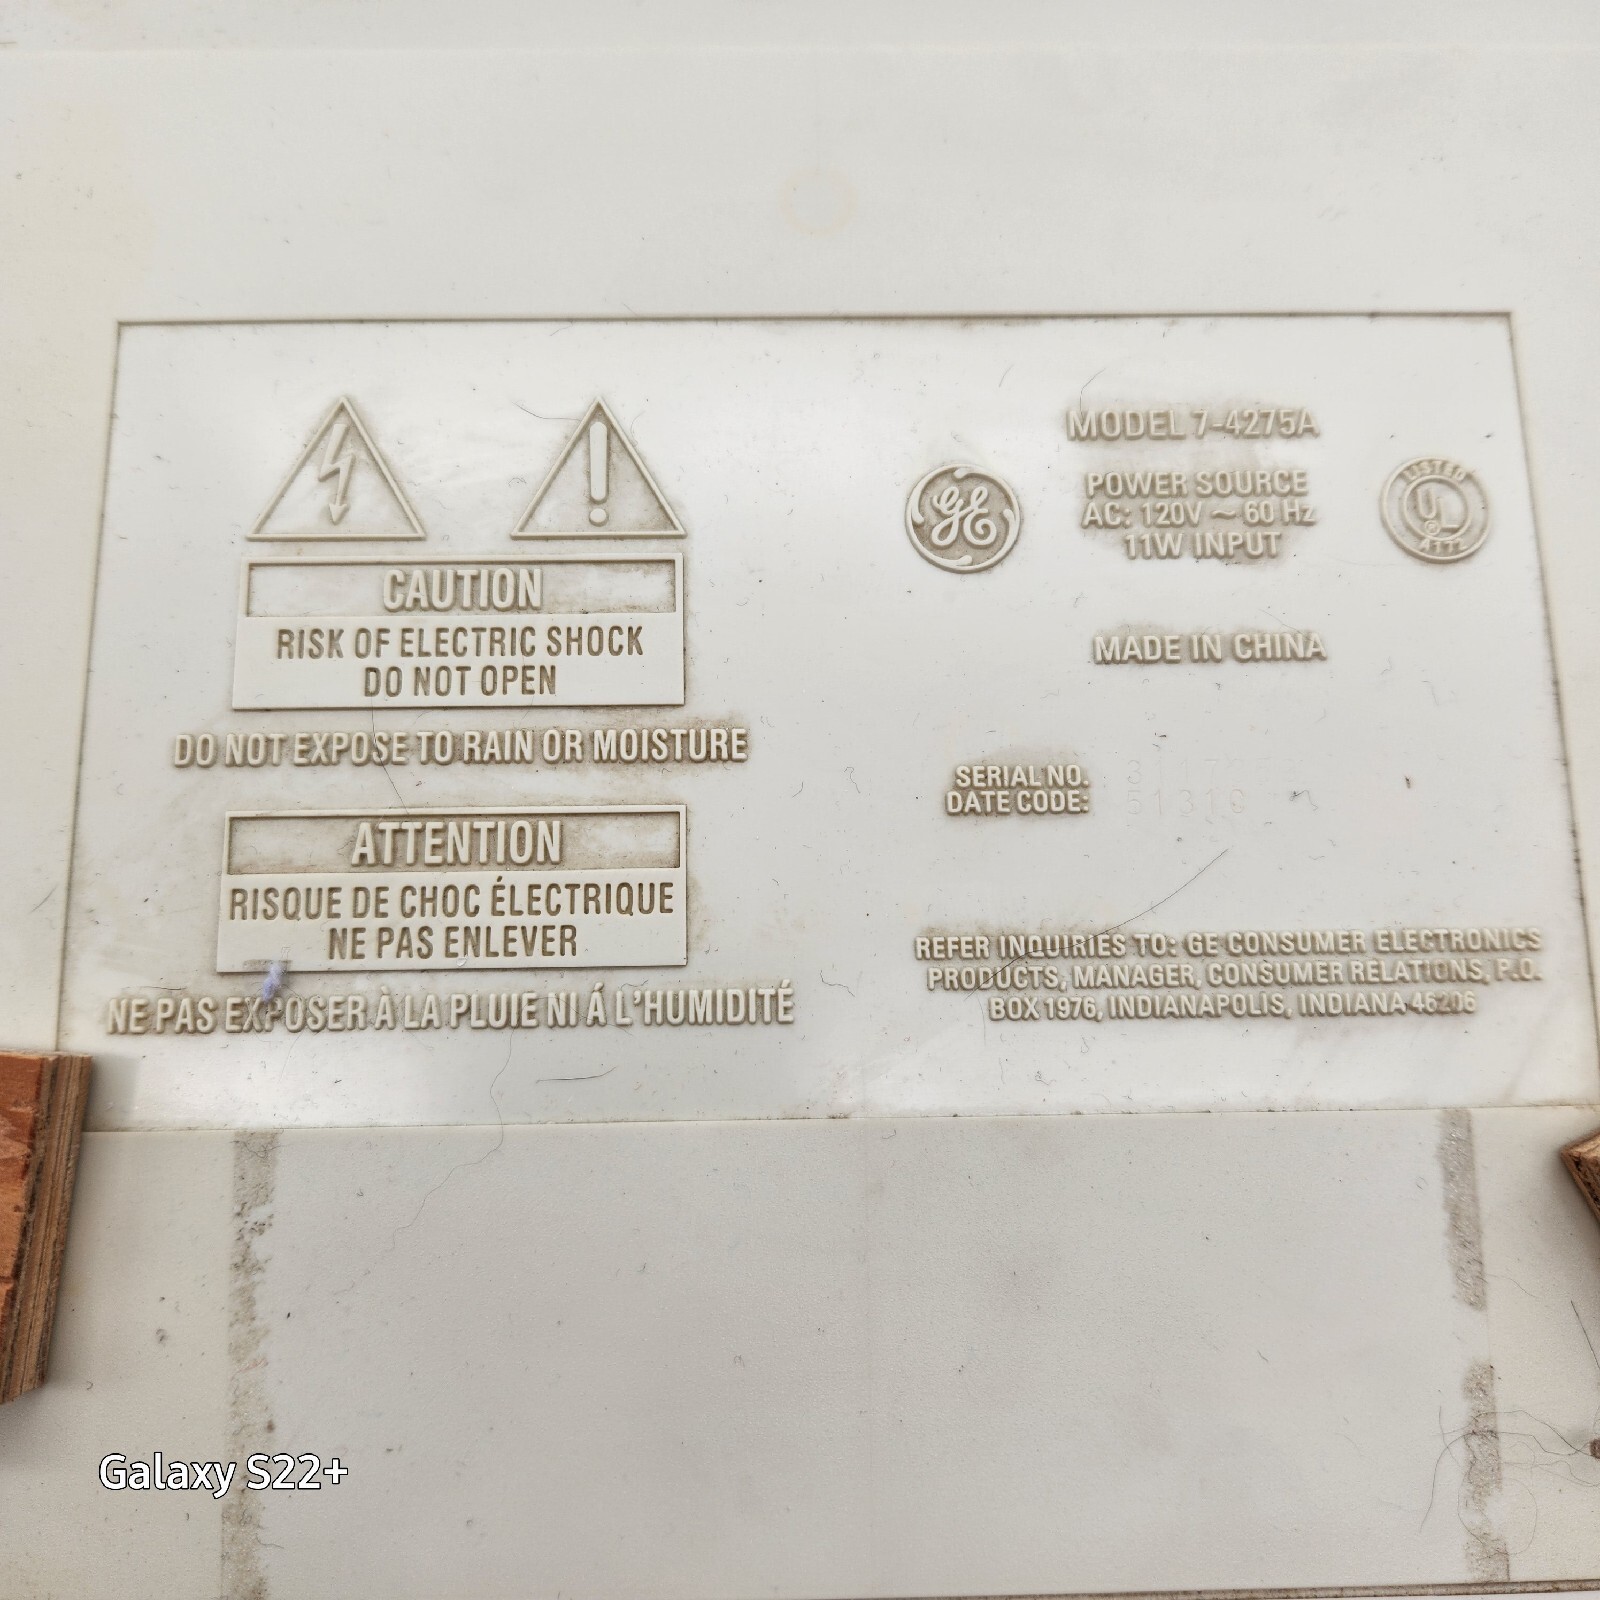 CAUTION
RISK OF ELECTRIC SHOCK
DO NOT OPEN
DO NOT EXPOSE TO RAIN OR MOISTURE
ATTENTION
RISQUE DE CHOC ÉLECTRIQUE
NE PAS ENLEVER
NE PAS EXPOSER À LA PLUIE NI Á L'HUMIDITÉ
MODEL 7-4275A
GE
POWER SOURCE
AC: 120V ~ 60 Hz
11W INPUT
LISTED
UL
®
MADE IN CHINA
SERIAL NO.
DATE CODE:
REFER INQUIRIES TO: GE CONSUMER ELECTRONICS
PRODUCTS, MANAGER, CONSUMER RELATIONS, P.O.
BOX 1976, INDIANAPOLIS, INDIANA 46206
Galaxy S22+